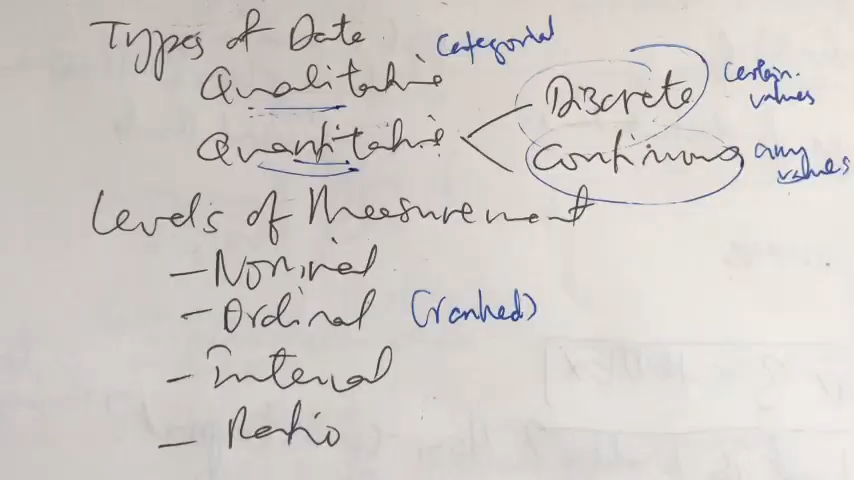 Types of Data
Qualitative categorial
Quantitative Discrete certain values
Continuous any values
Levels of Measurement
- Nominal
- Ordinal (ranked)
- Interval
- Ratio